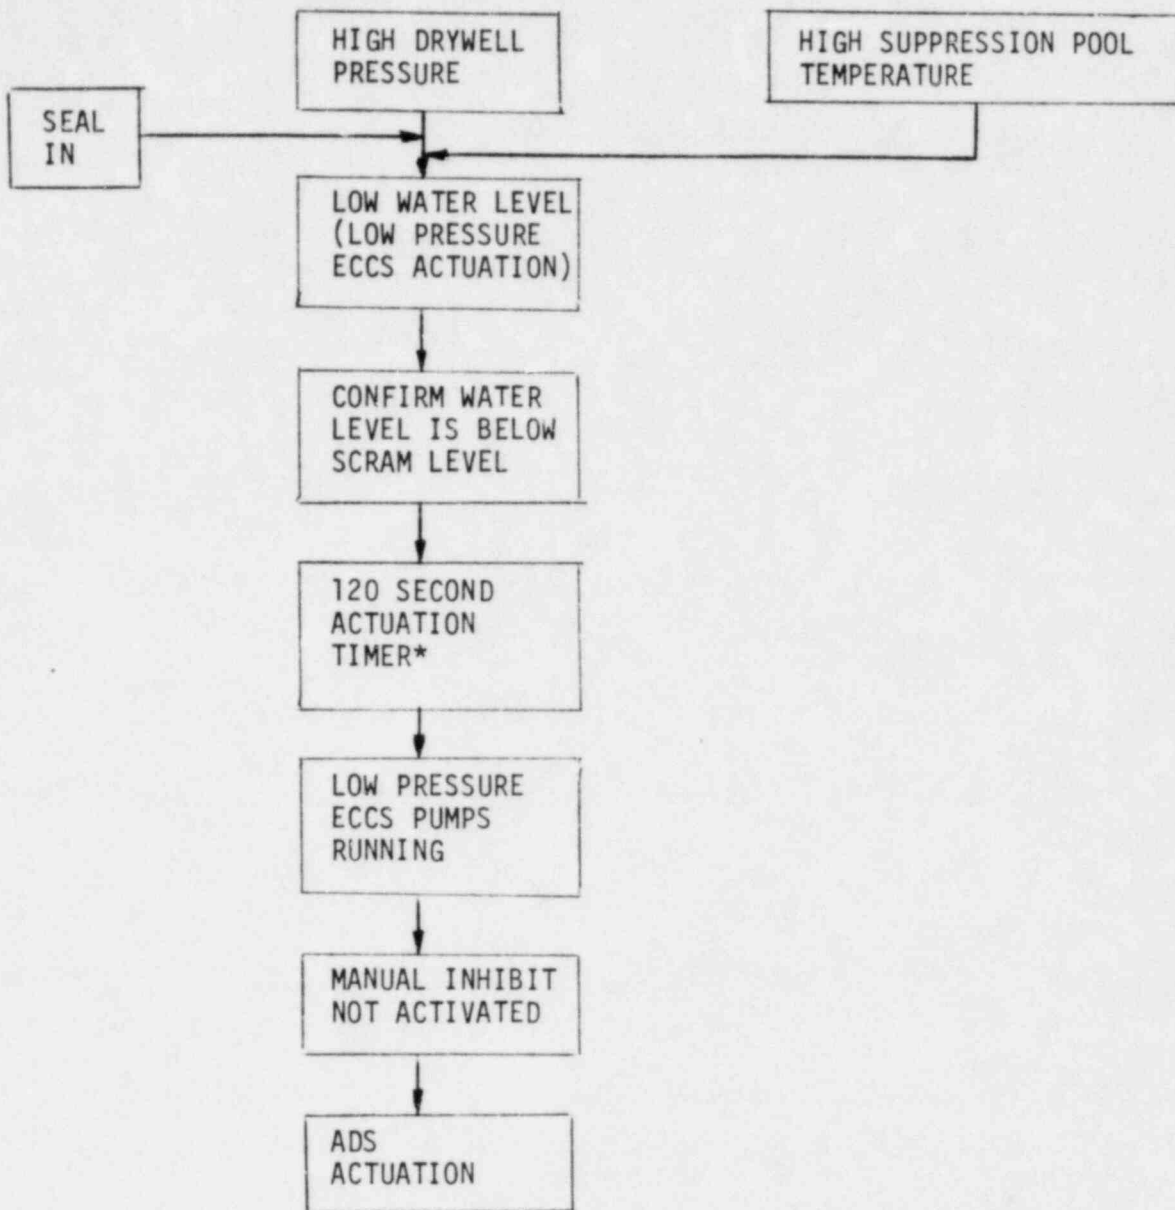 HIGH DRYWELL
PRESSURE
HIGH SUPPRESSION POOL
TEMPERATURE
SEAL
IN
LOW WATER LEVEL
(LOW PRESSURE
ECCS ACTUATION)
CONFIRM WATER
LEVEL IS BELOW
SCRAM LEVEL
120 SECOND
ACTUATION
TIMER*
LOW PRESSURE
ECCS PUMPS
RUNNING
MANUAL INHIBIT
NOT ACTIVATED
ADS
ACTUATION